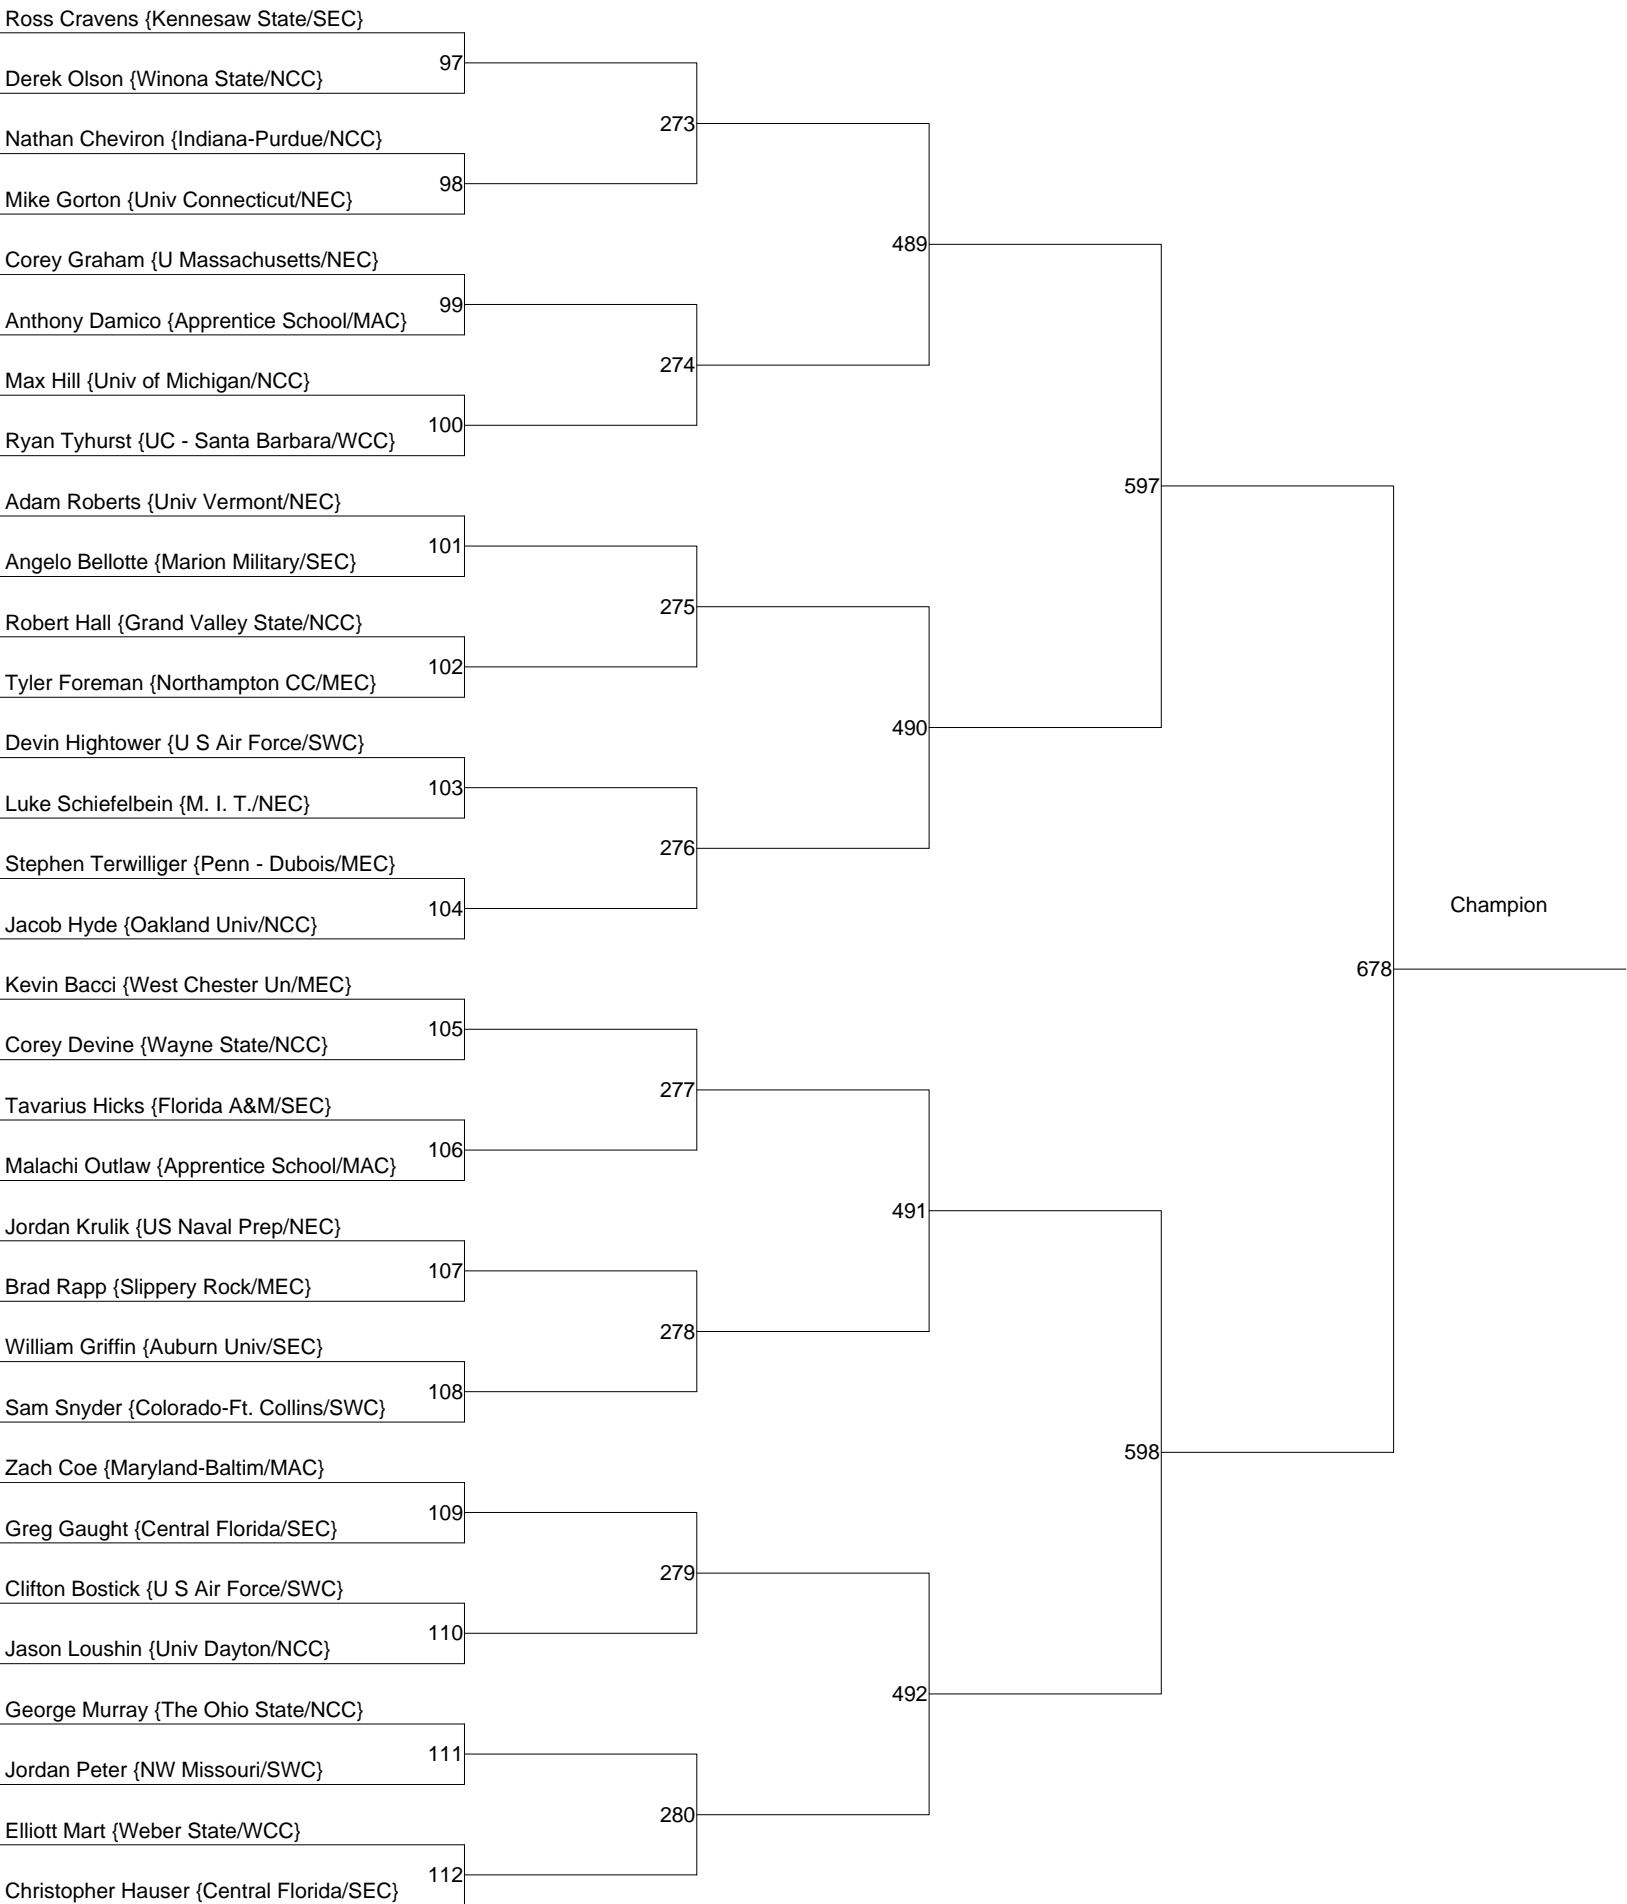 Ross Cravens {Kennesaw State/SEC}
97
Derek Olson {Winona State/NCC}
273
Nathan Cheviron {Indiana-Purdue/NCC}
98
Mike Gorton {Univ Connecticut/NEC}
489
Corey Graham {U Massachusetts/NEC}
99
Anthony Damico {Apprentice School/MAC}
274
Max Hill {Univ of Michigan/NCC}
100
Ryan Tyhurst {UC - Santa Barbara/WCC}
597
Adam Roberts {Univ Vermont/NEC}
101
Angelo Bellotte {Marion Military/SEC}
275
Robert Hall {Grand Valley State/NCC}
102
Tyler Foreman {Northampton CC/MEC}
490
Devin Hightower {U S Air Force/SWC}
103
Luke Schiefelbein {M. I. T./NEC}
276
Stephen Terwilliger {Penn - Dubois/MEC}
104
Champion
Jacob Hyde {Oakland Univ/NCC}
678
Kevin Bacci {West Chester Un/MEC}
105
Corey Devine {Wayne State/NCC}
277
Tavarius Hicks {Florida A&M/SEC}
106
Malachi Outlaw {Apprentice School/MAC}
491
Jordan Krulik {US Naval Prep/NEC}
107
Brad Rapp {Slippery Rock/MEC}
278
William Griffin {Auburn Univ/SEC}
108
Sam Snyder {Colorado-Ft. Collins/SWC}
598
Zach Coe {Maryland-Baltim/MAC}
109
Greg Gaught {Central Florida/SEC}
279
Clifton Bostick {U S Air Force/SWC}
110
Jason Loushin {Univ Dayton/NCC}
492
George Murray {The Ohio State/NCC}
111
Jordan Peter {NW Missouri/SWC}
280
Elliott Mart {Weber State/WCC}
112
Christopher Hauser {Central Florida/SEC}